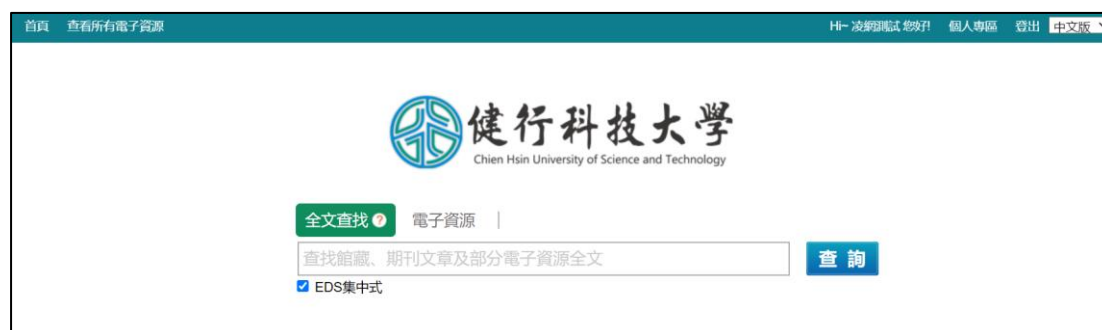 首頁 查看所有電子資源 Hi~ 凌網測試 您好! 個人專區 登出 中文版
健行科技大學
Chien Hsin University of Science and Technology
全文查找 ? 電子資源
查找館藏、期刊文章及部分電子資源全文 查詢
EDS集中式